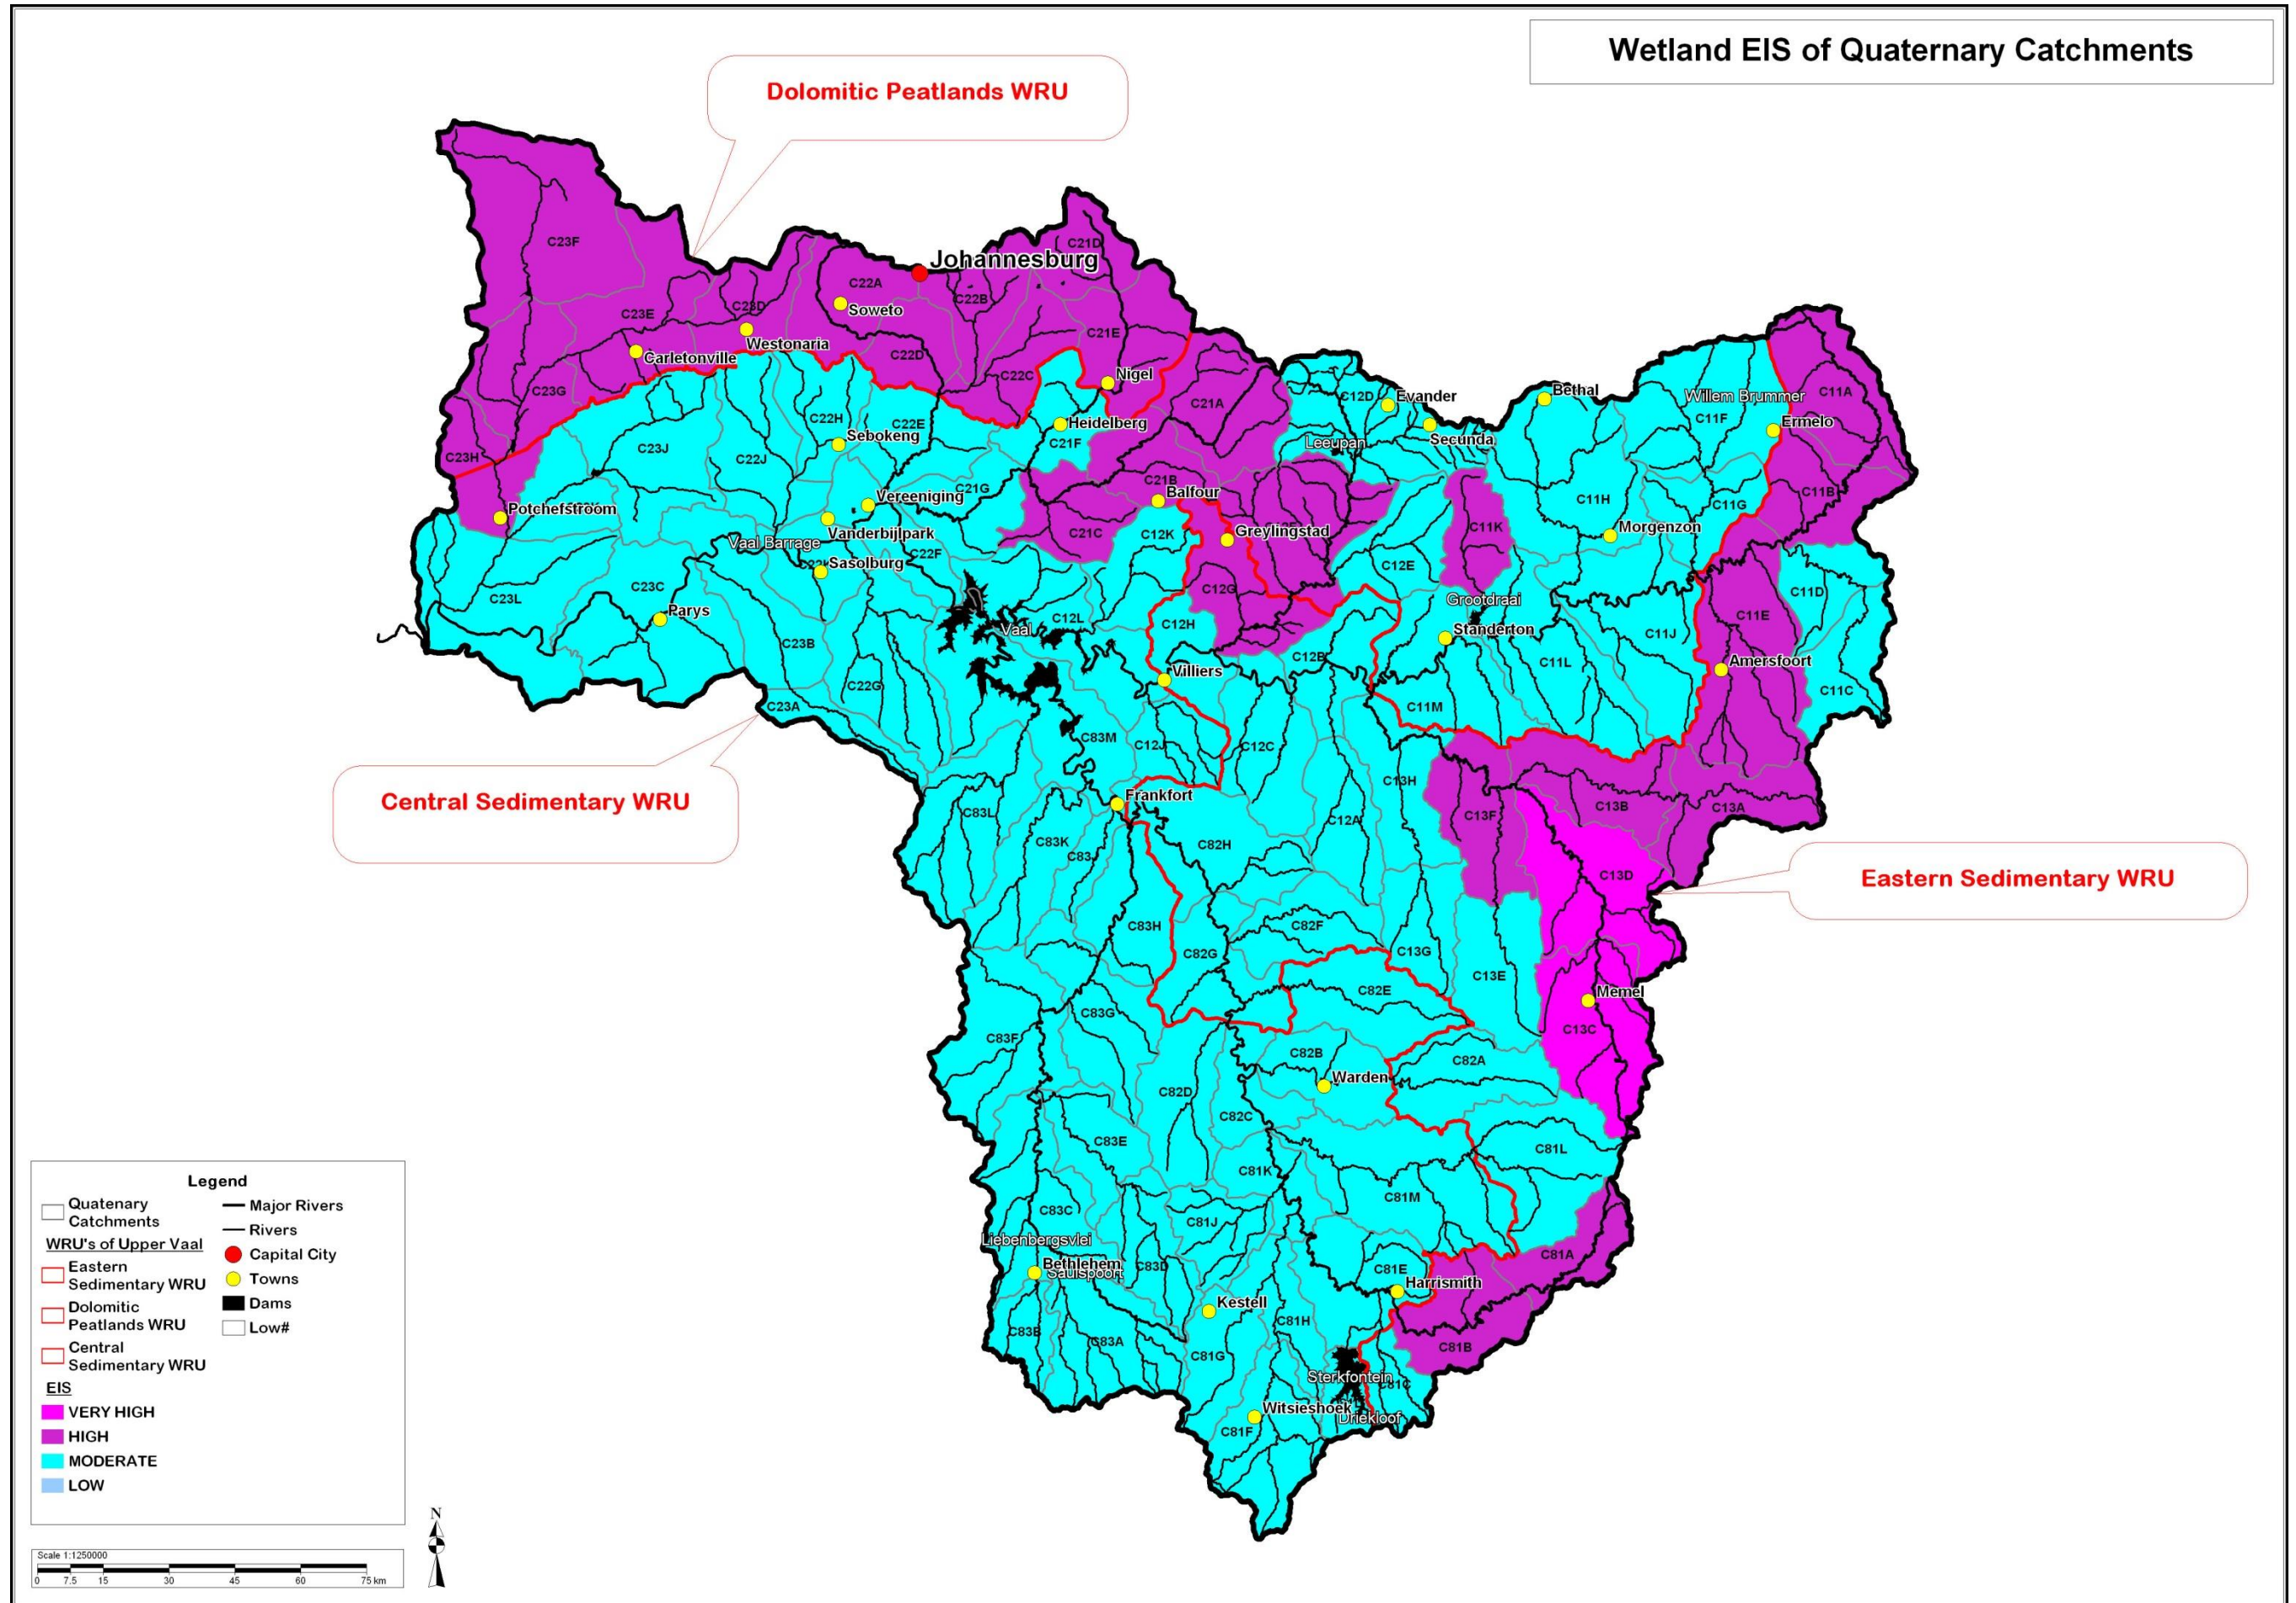 Wetland EIS of Quaternary Catchments
Dolomitic Peatlands WRU
C23F
C21D
Johannesburg
C22A
C22B
C23D
Soweto
C23E
C21E
Westonaria
Carletonville
C22D
C22C
Nigel
C23G
C21A
C12D
Evander
Bethal
Willem Brummer
C11A
C11F
Ermelo
Heidelberg
C22H
C22E
Sebokeng
C21F
Leeupan
Secunda
C23J
C22J
C23H
C21G
C21B
Balfour
C11H
C11G
C11B
Vereeniging
Potchefstroom
Vanderbijlpark
Vaal Barrage
C21C
C12K
Greylingstad
C11K
Morgenzon
C22F
Sasolburg
C12E
C23L
C23C
Parys
C12G
Grootdraai
C11D
C11E
C12L
C12H
Vaal
Standerton
C11J
C23B
C12B
C11L
Amersfoort
Villiers
C22G
C11C
C23A
C11M
C83M
C12J
C12C
C13H
Central Sedimentary WRU
Frankfort
C83L
C12A
C13F
C13B
C13A
C83K
C83
C82H
C13D
Eastern Sedimentary WRU
C83H
C82F
C82G
C13G
C13E
C82E
Memel
C83G
C13C
C83F
C82B
C82A
Warden
C82D
C82C
C83E
C81L
C81K
C81M
C83C
C81J
Liebenbergsvlei
C81A
Bethlehem
Saulspoort
C83D
C81E
Harrismith
Kestell
C81H
C83B
C83A
C81G
C81B
Sterkfontein
C81C
Witsieshoek
Driekloof
C81F
Legend
Quatenary
Catchments
WRU's of Upper Vaal
Eastern
Sedimentary WRU
Dolomitic
Peatlands WRU
Central
Sedimentary WRU
EIS
VERY HIGH
HIGH
MODERATE
LOW
Major Rivers
Rivers
Capital City
Towns
Dams
Low#
N
Scale 1:1250000
0 7.5 15 30 45 60 75 km